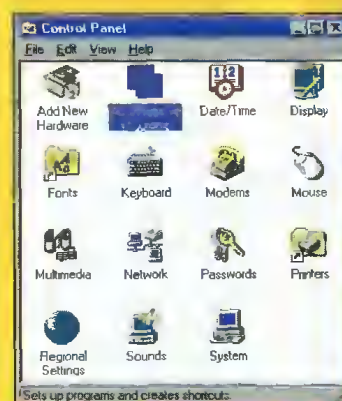 Control Panel
File Edit View Help
Add New
Hardware
Date/Time
Display
Fonts
Keyboard
Modems
Mouse
Multimedia
Network
Passwords
Printers
Regional
Settings
Sounds
System
Sets up programs and creates shortcuts.